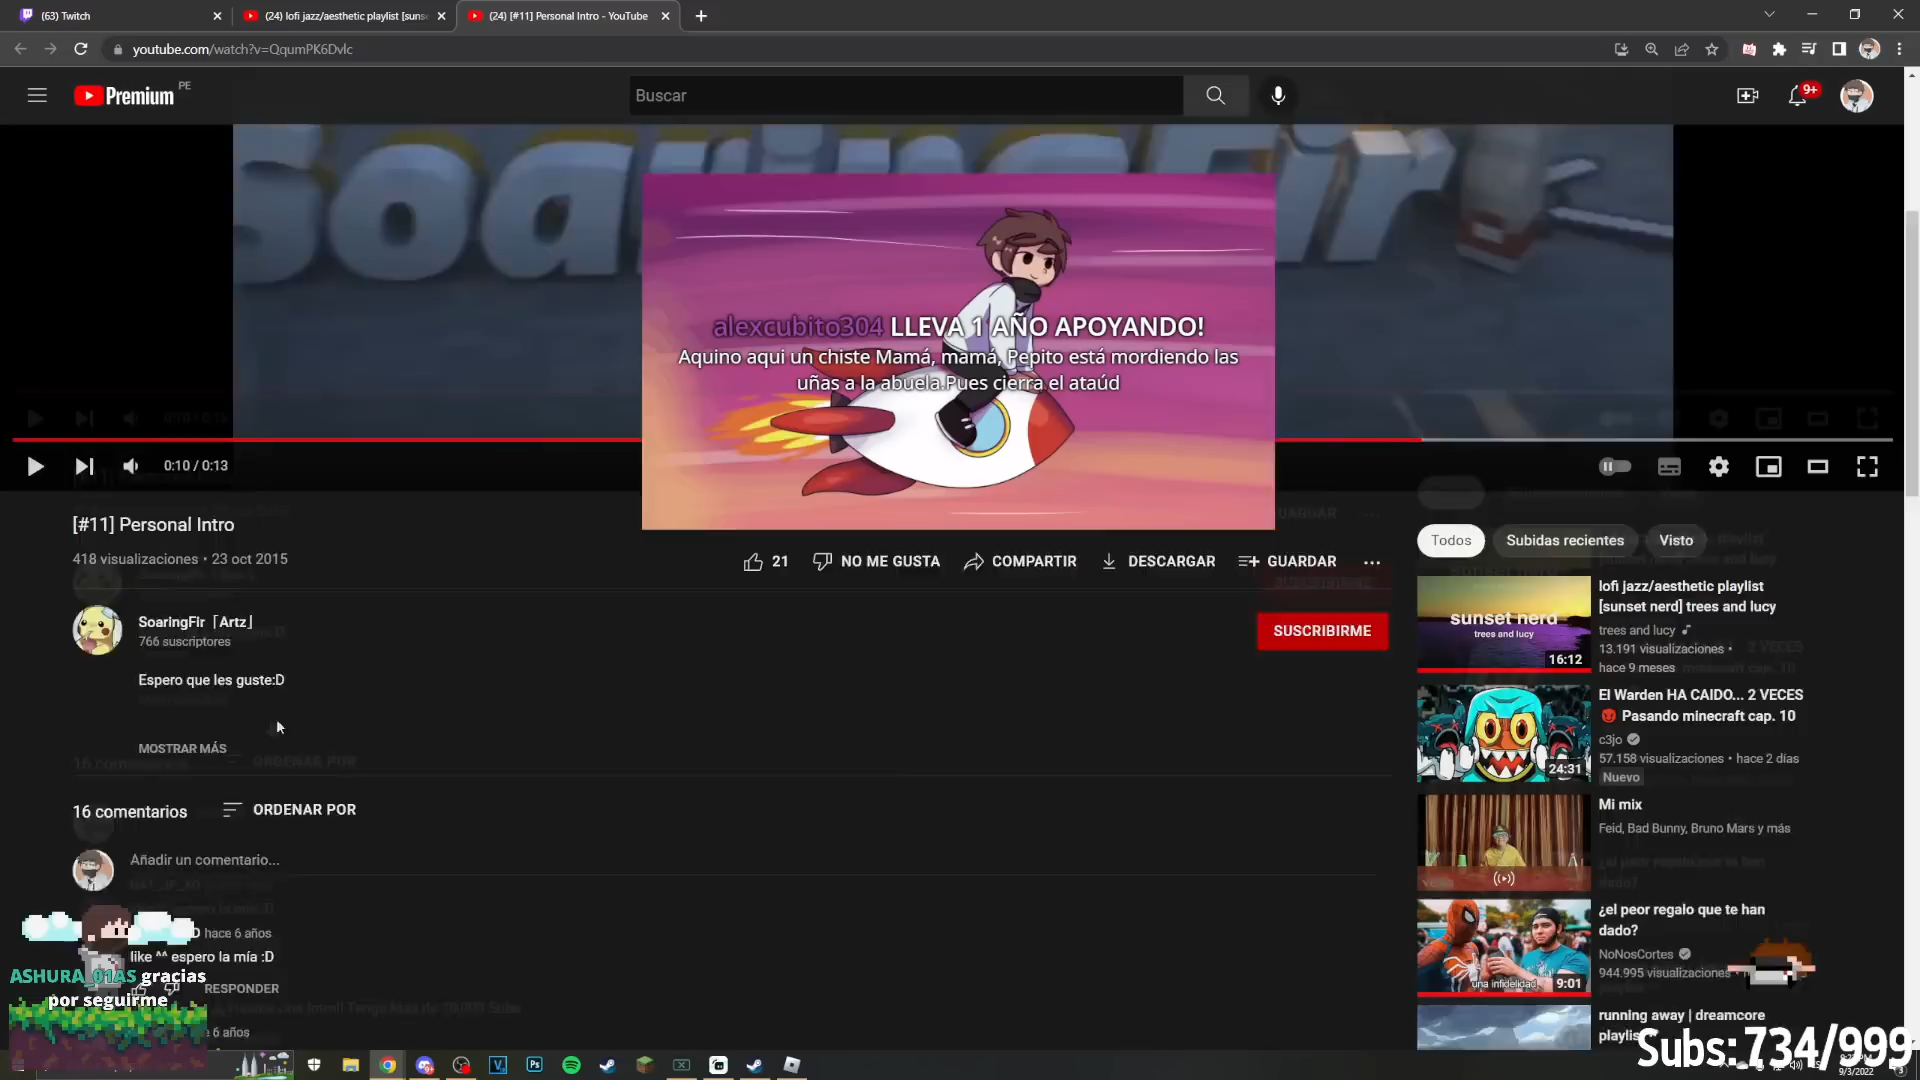 (63) Twitch
(24) lofi jazz/aesthetic playlist [suns
(24) [#11] Personal Intro - YouTube
youtube.com/watch?v=QqumPK6Dvlc
Premium PE
Buscar
9+
SoaringFir
alexcubito304 LLEVA 1 AÑO APOYANDO!
Aquino aqui un chiste Mamá, mamá, Pepito está mordiendo las
uñas a la abuela.Pues cierra el ataúd
0:10 / 0:13
[#11] Personal Intro
418 visualizaciones • 23 oct 2015
21
NO ME GUSTA
COMPARTIR
DESCARGAR
GUARDAR
SoaringFir「Artz」
766 suscriptores
SUSCRIBIRME
Espero que les guste:D
MOSTRAR MÁS
16 comentarios
ORDENAR POR
Añadir un comentario...
hace 6 años
like ^^ espero la mía :D
RESPONDER
6 años
ASHURA_01AS gracias
por seguirme
Todos
Subidas recientes
Visto
sunset nerd
trees and lucy
16:12
lofi jazz/aesthetic playlist
[sunset nerd] trees and lucy
trees and lucy
13.191 visualizaciones •
hace 9 meses
24:31
El Warden HA CAIDO... 2 VECES
Pasando minecraft cap. 10
c3jo
57.158 visualizaciones • hace 2 días
Nuevo
Mi mix
Feid, Bad Bunny, Bruno Mars y más
una infidelidad
9:01
¿el peor regalo que te han
dado?
NoNosCortes
944.995 visualizaciones •
running away | dreamcore
playlist
Subs: 734/999
9/3/2022